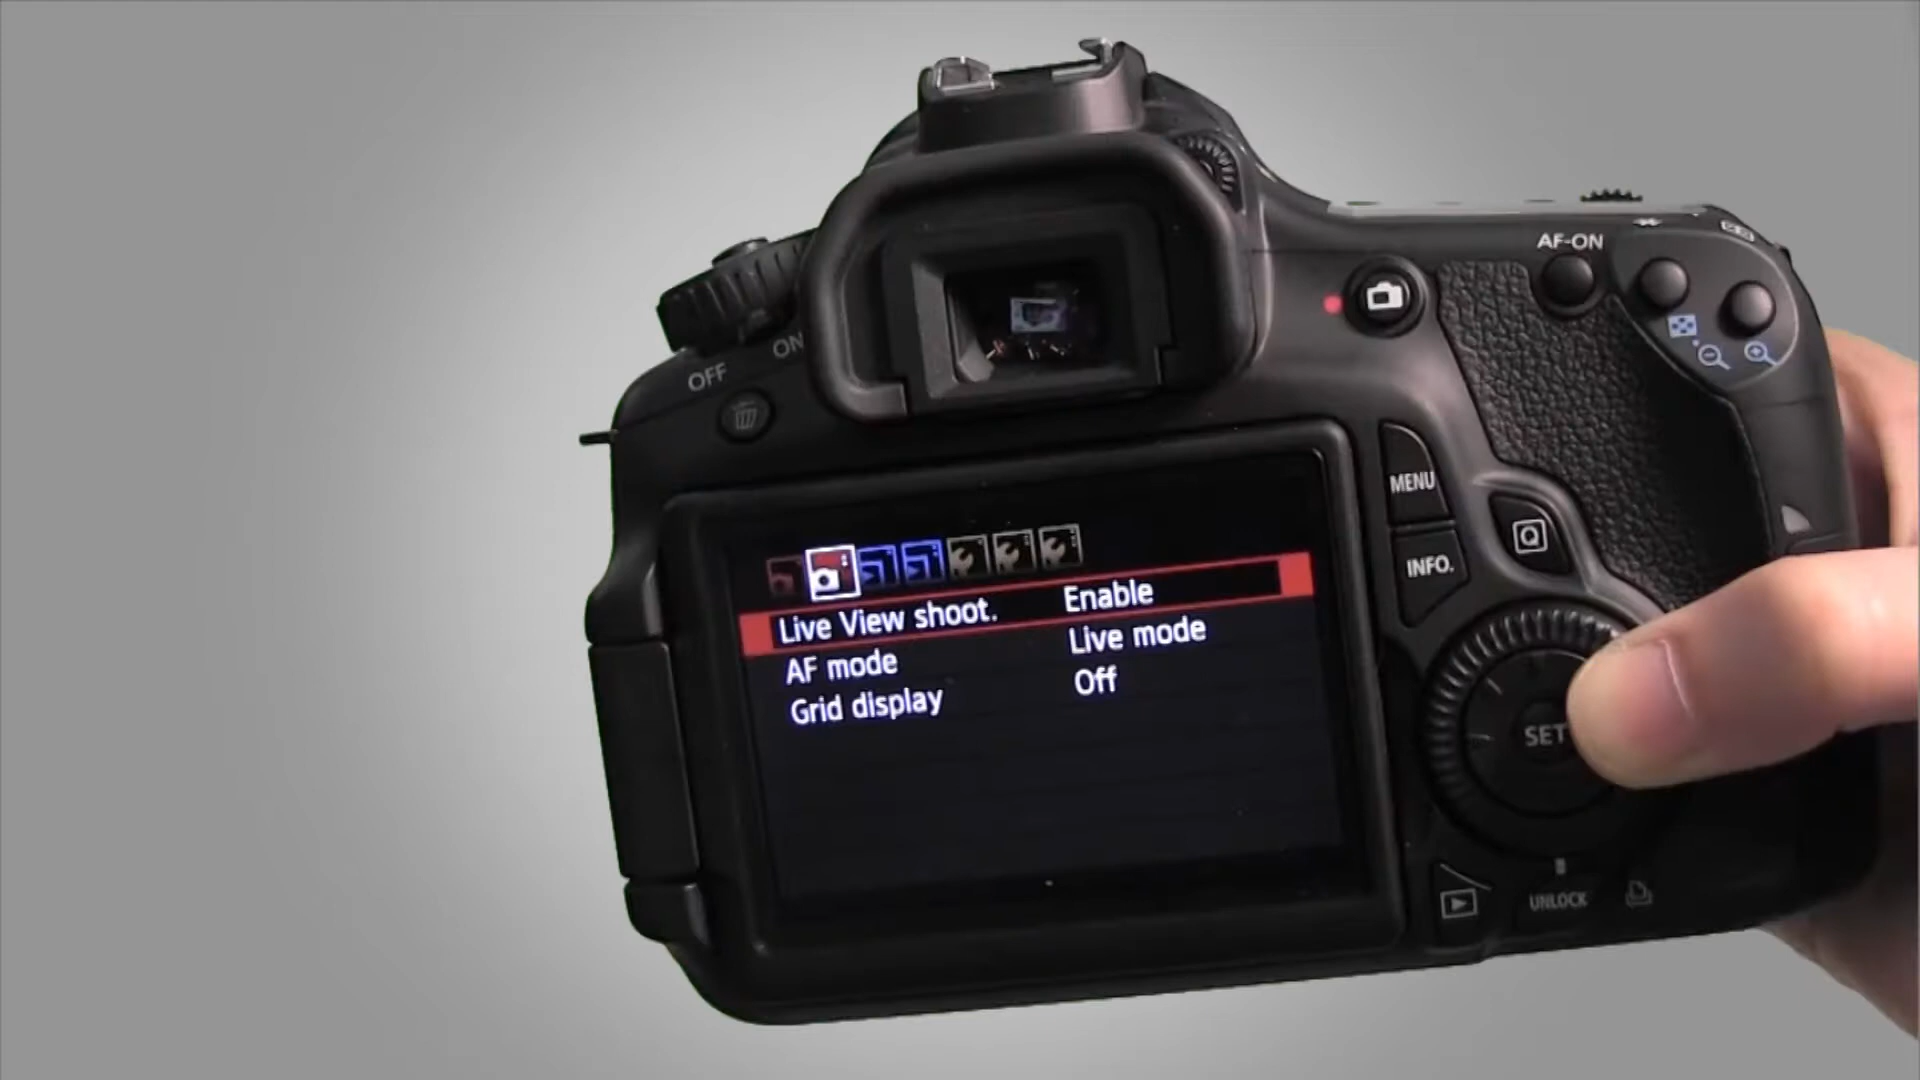 AF-ON
ON
OFF
MENU
Q
INFO.
Live View shoot. Enable
AF mode Live mode
Grid display Off
SET
UNLOCK